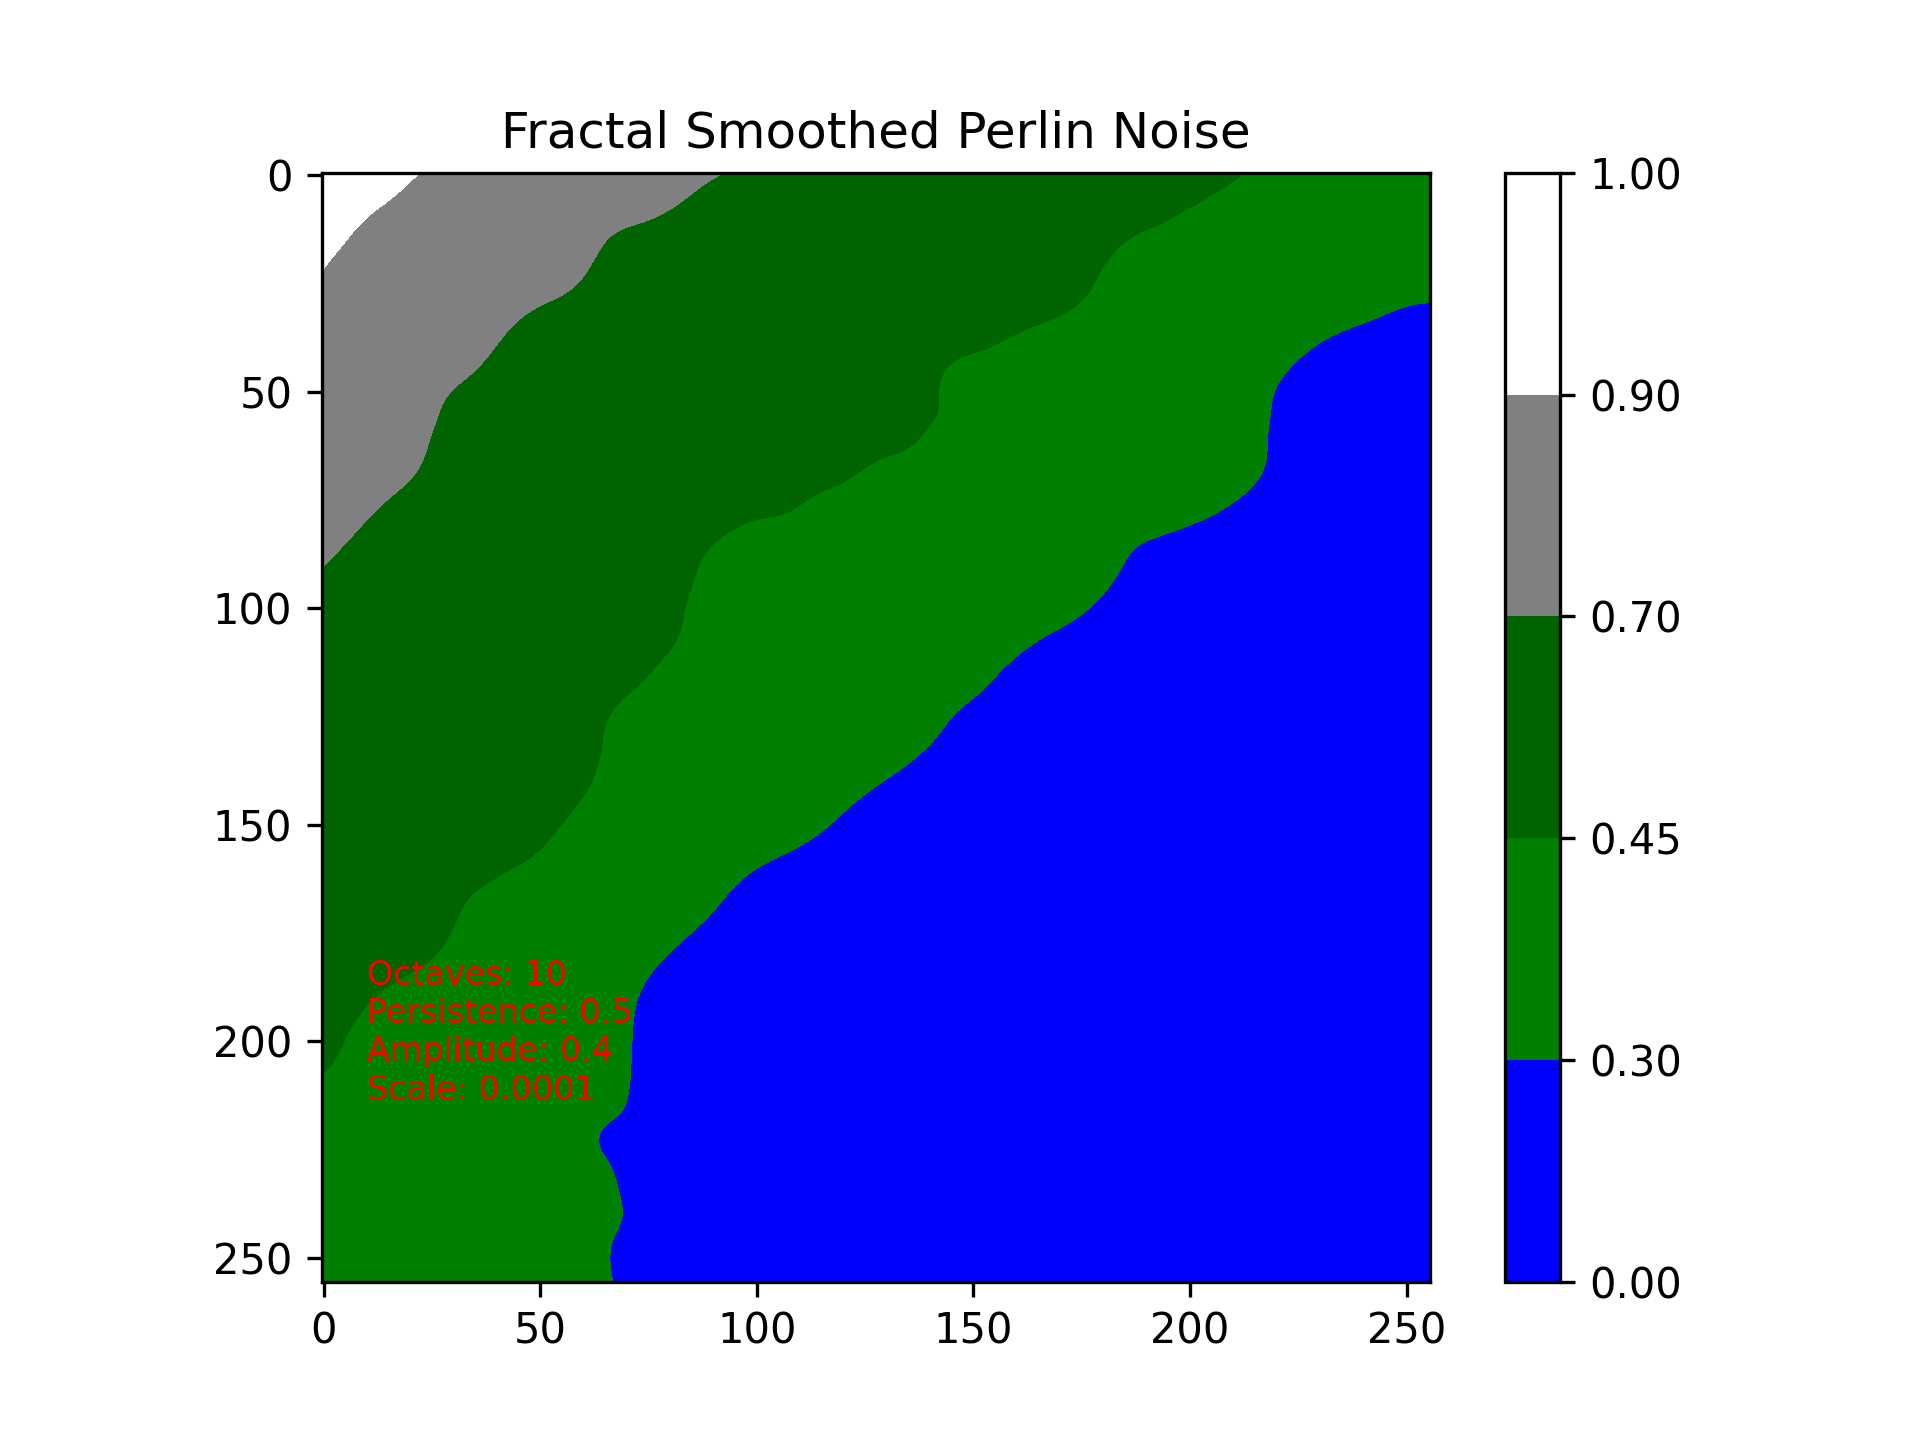 Fractal Smoothed Perlin Noise
0
50
100
150
200
250
0 50 100 150 200 250
Octaves: 10
Persistence: 0.5
Amplitude: 0.4
Scale: 0.0001
1.00
0.90
0.70
0.45
0.30
0.00